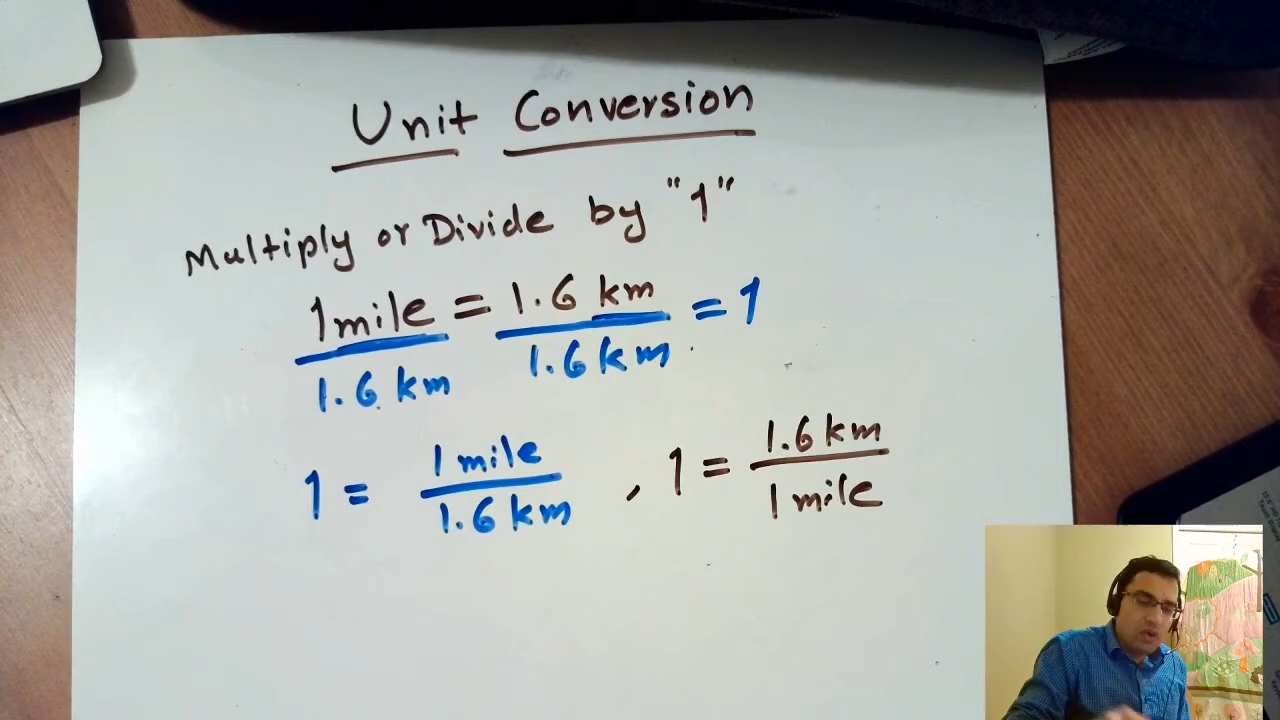 Unit Conversion
Multiply or Divide by "1"
1 mile = 1.6 km = 1
1.6 km 1.6 km
1 = 1 mile / 1.6 km , 1 = 1.6 km / 1 mile